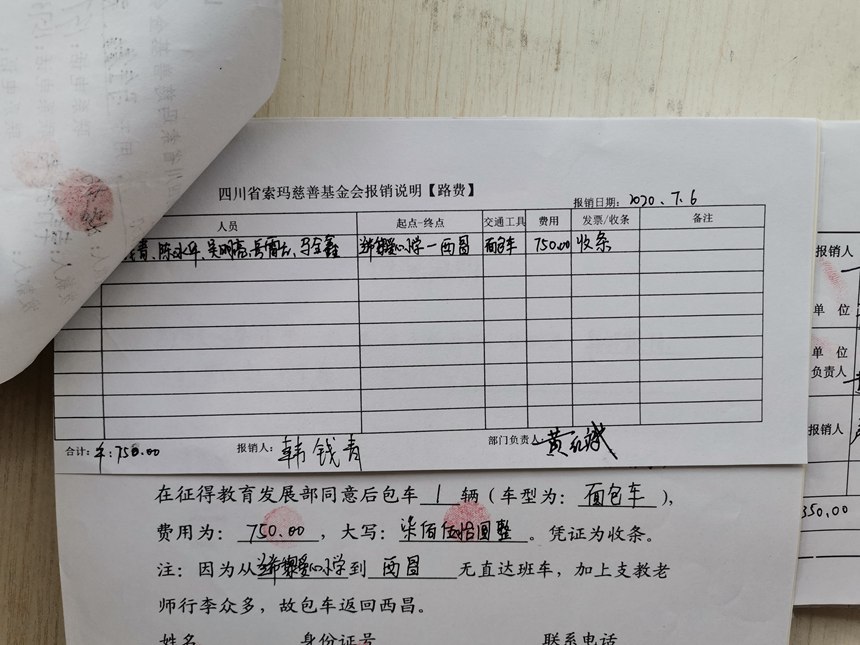 四川省索玛慈善基金会报销说明【路费】
报销日期：2020.7.6
人员 起点-终点 交通工具 费用 发票/收条 备注
青、陈 西昌 面包车 750.00 收条
合计：¥:750.00 报销人：韩钱青 部门负责人：黄
在征得教育发展部同意后包车 1 辆（车型为：面包车），
费用为：750.00，大写：柒佰伍拾圆整。凭证为收条。
注：因为从 小学到 西昌 无直达班车，加上支教老
师行李众多，故包车返回西昌。
姓名 身份证号 联系电话
报销人
单 位
单 位
负责人
报销人
350.00